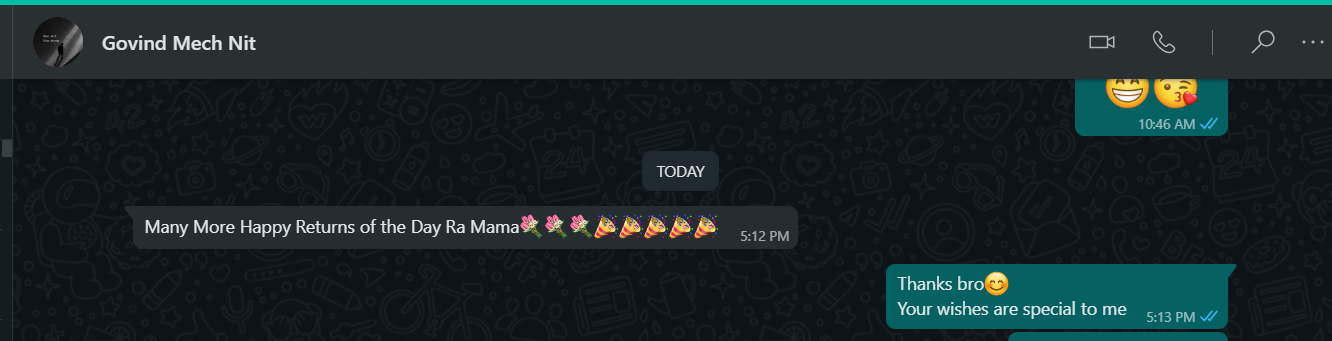 Govind Mech Nit
10:46 AM
TODAY
Many More Happy Returns of the Day Ra Mama💐💐💐🎉🎉🎉🎉🎉
5:12 PM
Thanks bro😊
Your wishes are special to me
5:13 PM